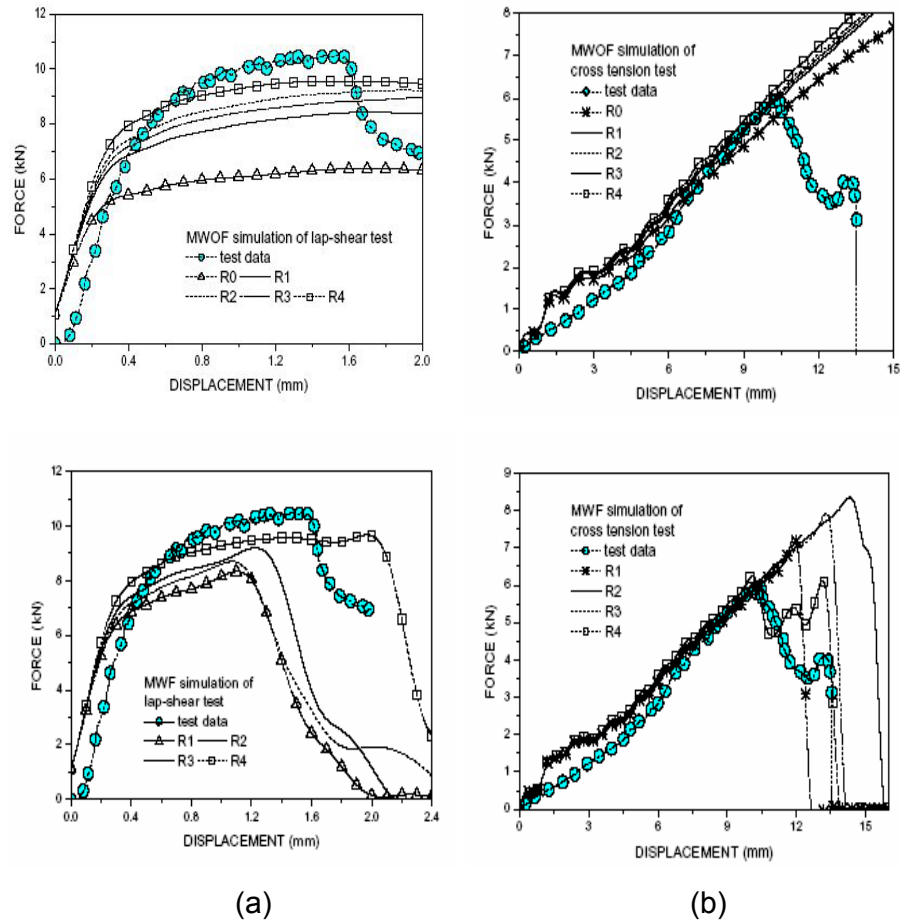 12
10
8
6
4
2
0
FORCE (kN)
MWOF simulation of lap-shear test
test data
R0 R1
R2 R3 R4
0.0 0.4 0.8 1.2 1.6 2.0
DISPLACEMENT (mm)
8
7
6
5
4
3
2
1
0
FORCE (kN)
MWOF simulation of
cross tension test
test data
R0
R1
R2
R3
R4
0 3 6 9 12 15
DISPLACEMENT (mm)
12
10
8
6
4
2
0
FORCE (kN)
MWF simulation of
lap-shear test
test data
R1 R2
R3 R4
0.0 0.4 0.8 1.2 1.6 2.0 2.4
DISPLACEMENT (mm)
9
8
7
6
5
4
3
2
1
0
FORCE (kN)
MWF simulation of
cross tension test
test data
R1
R2
R3
R4
0 3 6 9 12 15
DISPLACEMENT (mm)
(a)
(b)